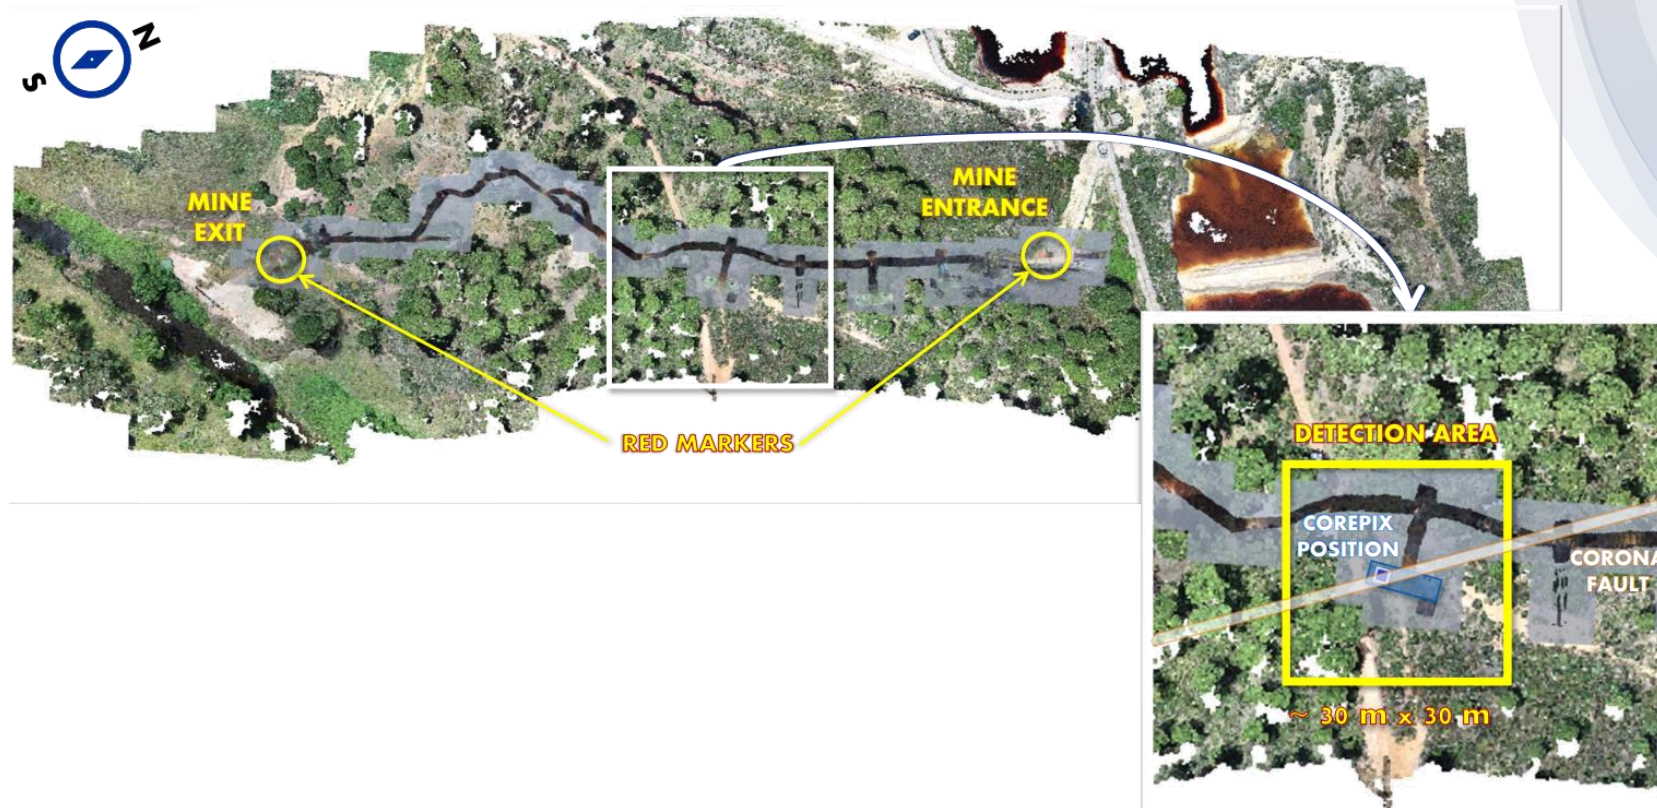 N
S
MINE
EXIT
MINE
ENTRANCE
RED MARKERS
DETECTION AREA
COREPIX
POSITION
CORONA
FAULT
~ 30 m x 30 m